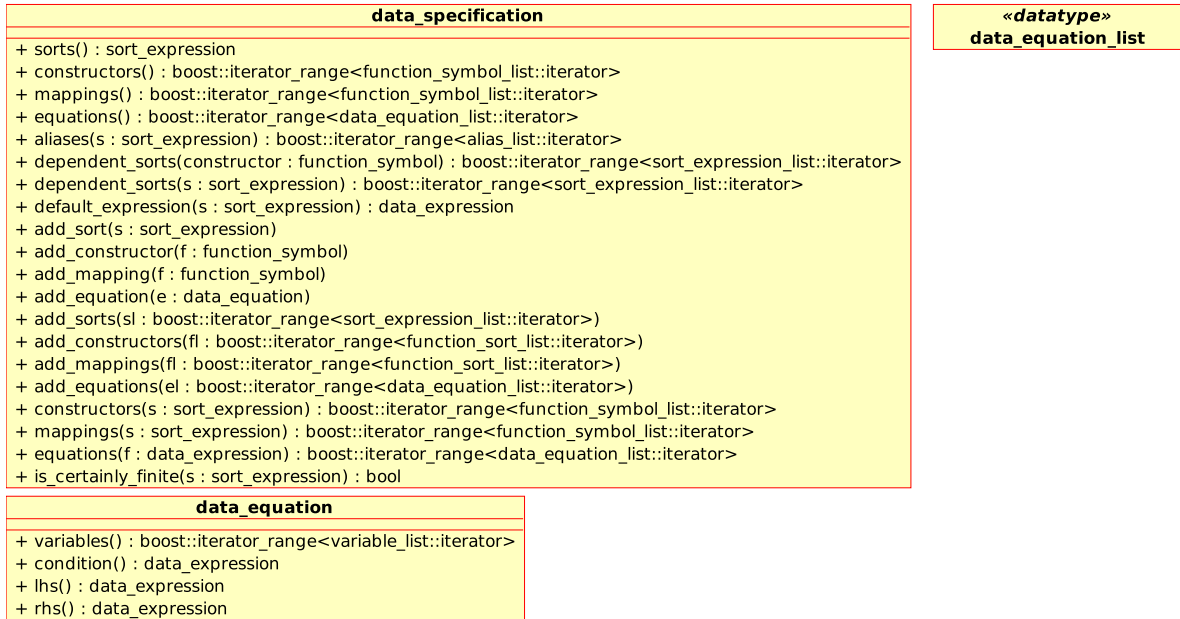 data_specification
+ sorts() : sort_expression
+ constructors() : boost::iterator_range<function_symbol_list::iterator>
+ mappings() : boost::iterator_range<function_symbol_list::iterator>
+ equations() : boost::iterator_range<data_equation_list::iterator>
+ aliases(s : sort_expression) : boost::iterator_range<alias_list::iterator>
+ dependent_sorts(constructor : function_symbol) : boost::iterator_range<sort_expression_list::iterator>
+ dependent_sorts(s : sort_expression) : boost::iterator_range<sort_expression_list::iterator>
+ default_expression(s : sort_expression) : data_expression
+ add_sort(s : sort_expression)
+ add_constructor(f : function_symbol)
+ add_mapping(f : function_symbol)
+ add_equation(e : data_equation)
+ add_sorts(sl : boost::iterator_range<sort_expression_list::iterator>)
+ add_constructors(fl : boost::iterator_range<function_sort_list::iterator>)
+ add_mappings(fl : boost::iterator_range<function_sort_list::iterator>)
+ add_equations(el : boost::iterator_range<data_equation_list::iterator>)
+ constructors(s : sort_expression) : boost::iterator_range<function_symbol_list::iterator>
+ mappings(s : sort_expression) : boost::iterator_range<function_symbol_list::iterator>
+ equations(f : data_expression) : boost::iterator_range<data_equation_list::iterator>
+ is_certainly_finite(s : sort_expression) : bool
«datatype»
data_equation_list
data_equation
+ variables() : boost::iterator_range<variable_list::iterator>
+ condition() : data_expression
+ lhs() : data_expression
+ rhs() : data_expression